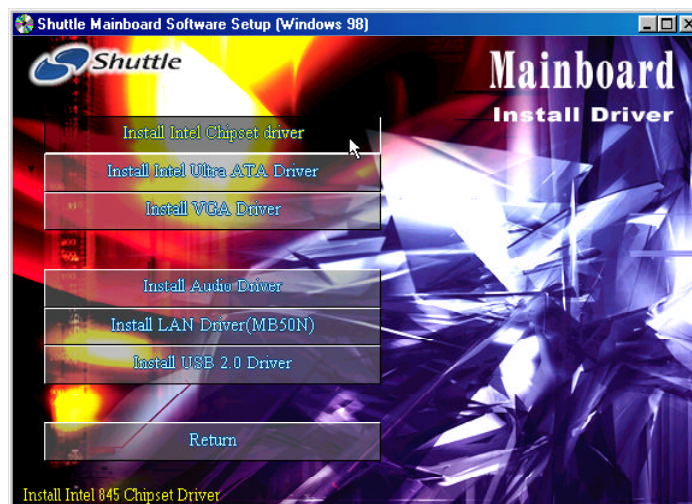 Shuttle Mainboard Software Setup (Windows 98)
Shuttle
Mainboard
Install Driver
Install Intel Chipset driver
Install Intel Ultra ATA Driver
Install VGA Driver
Install Audio Driver
Install LAN Driver(MB50N)
Install USB 2.0 Driver
Return
Install Intel 845 Chipset Driver